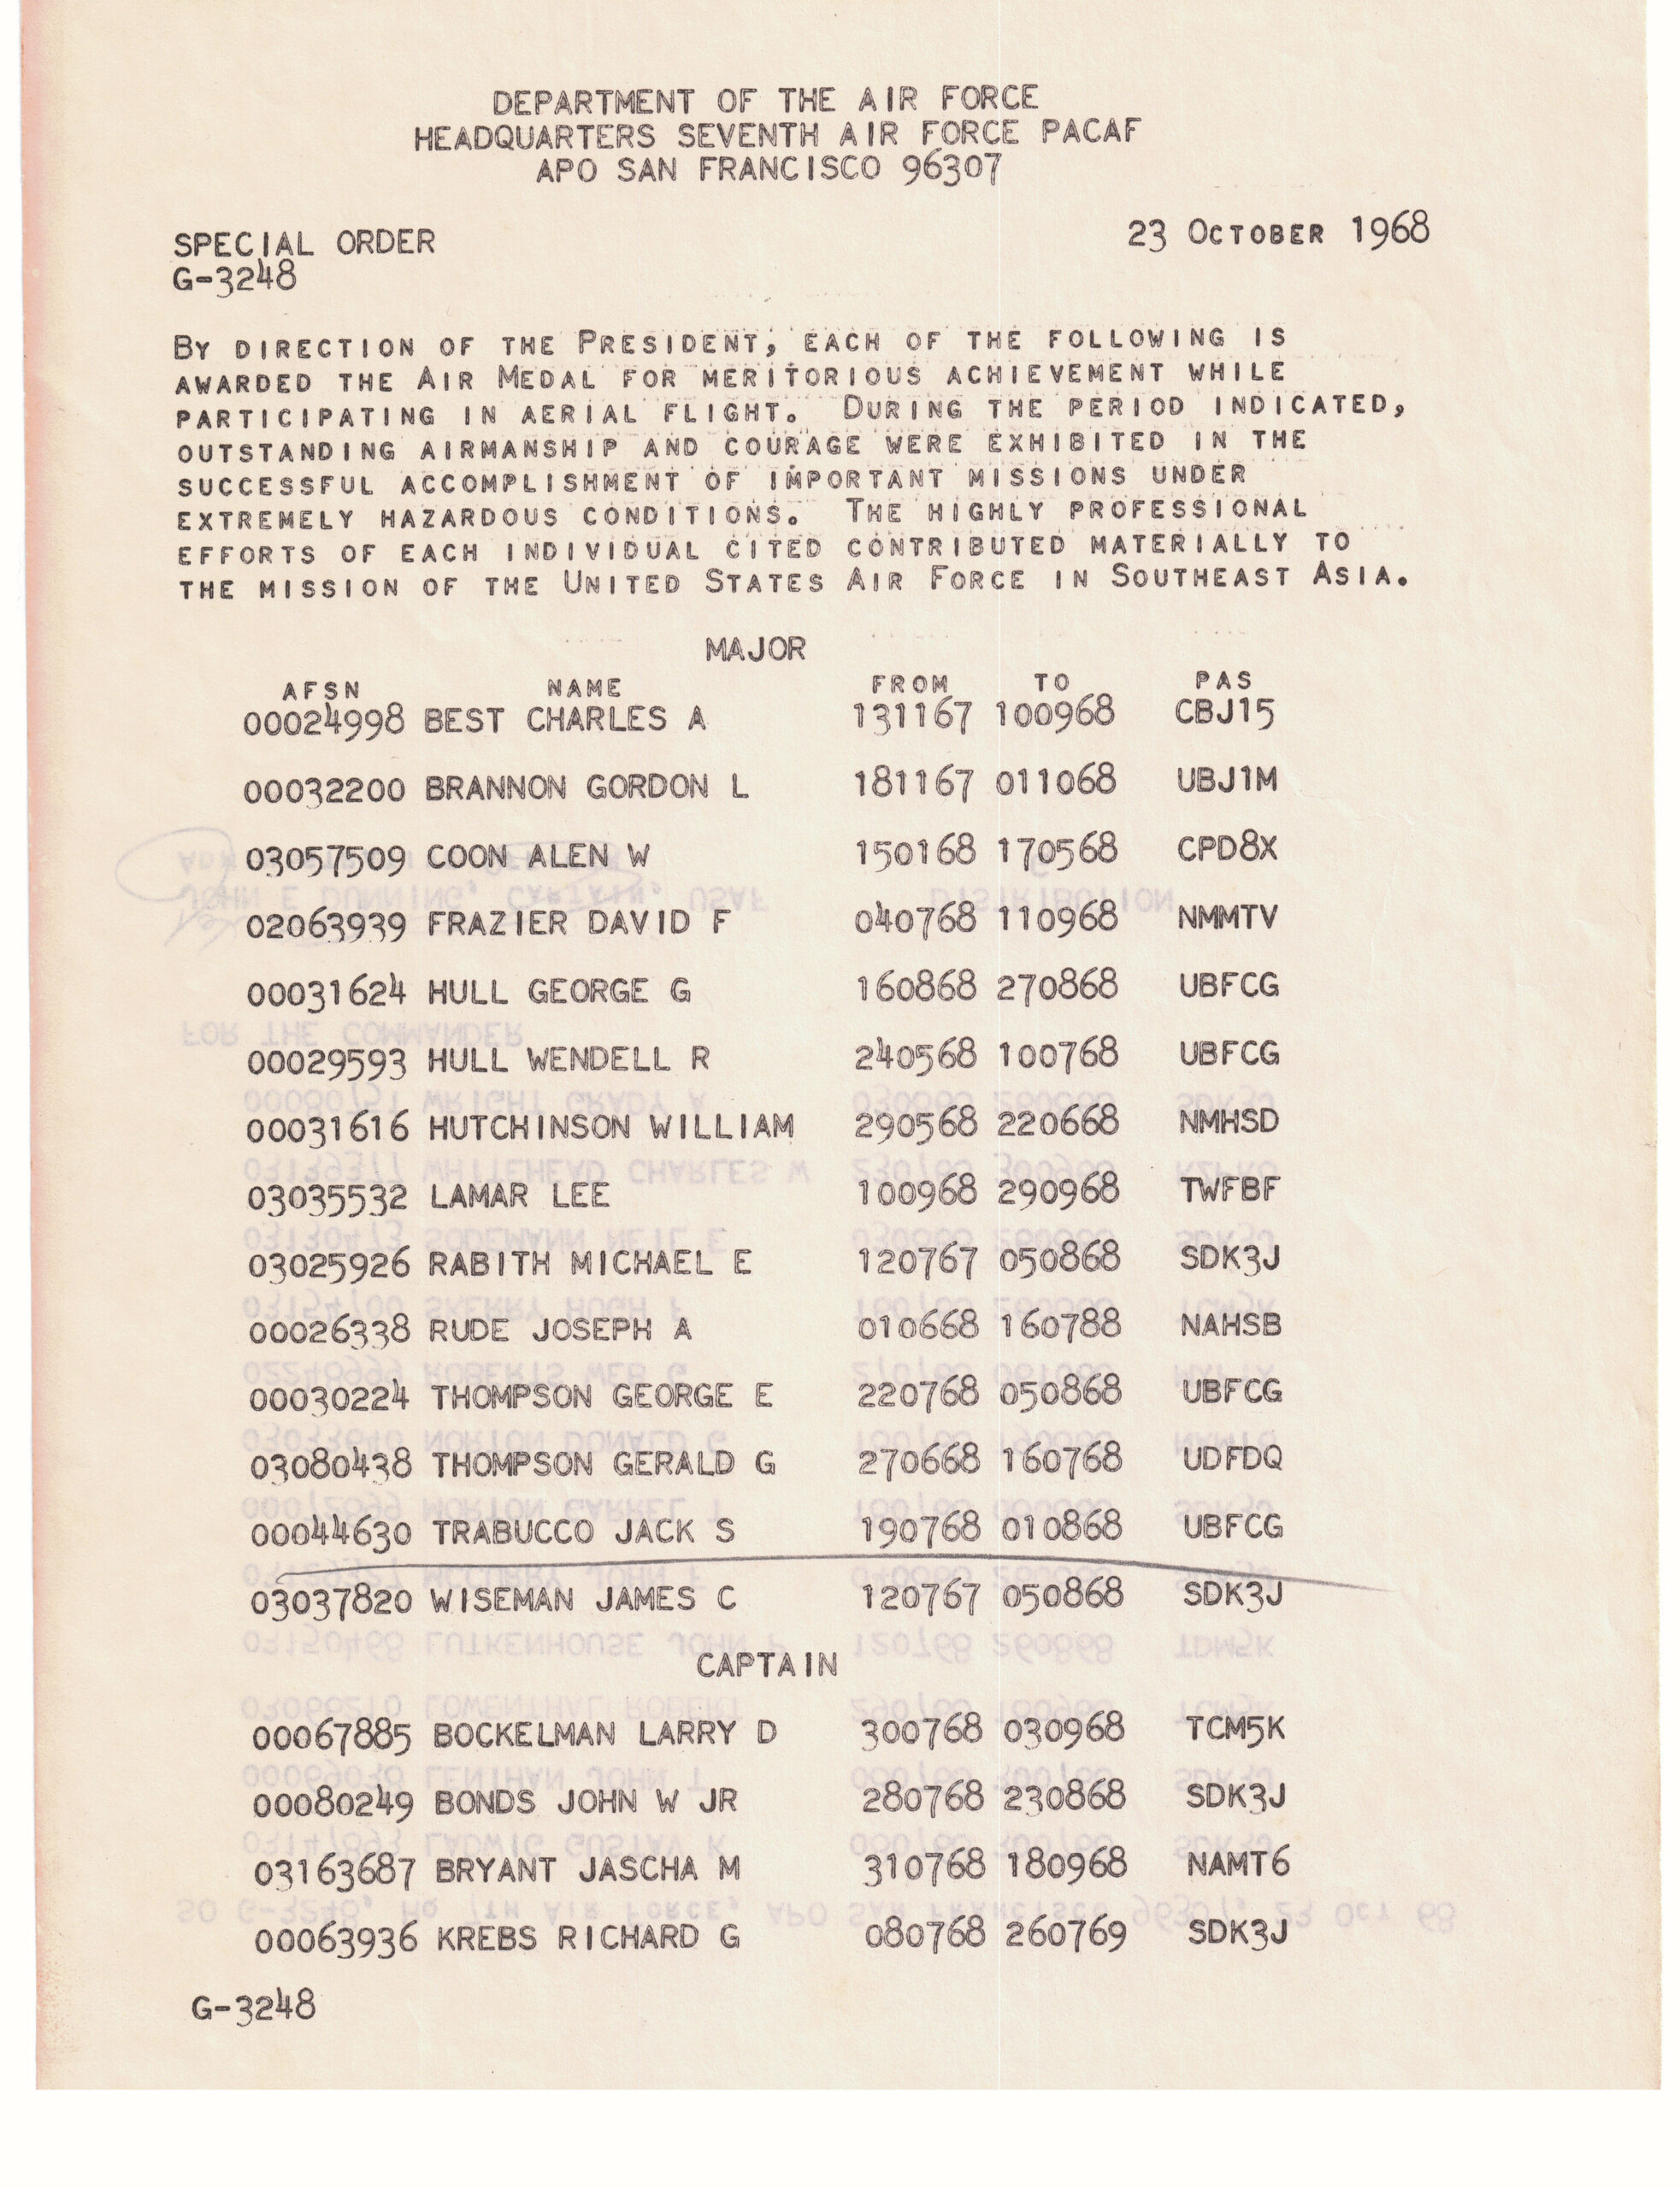 DEPARTMENT OF THE AIR FORCE
HEADQUARTERS SEVENTH AIR FORCE PACAF
APO SAN FRANCISCO 96307
SPECIAL ORDER 23 OCTOBER 1968
G-3248
BY DIRECTION OF THE PRESIDENT, EACH OF THE FOLLOWING IS
AWARDED THE AIR MEDAL FOR MERITORIOUS ACHIEVEMENT WHILE
PARTICIPATING IN AERIAL FLIGHT. DURING THE PERIOD INDICATED,
OUTSTANDING AIRMANSHIP AND COURAGE WERE EXHIBITED IN THE
SUCCESSFUL ACCOMPLISHMENT OF IMPORTANT MISSIONS UNDER
EXTREMELY HAZARDOUS CONDITIONS. THE HIGHLY PROFESSIONAL
EFFORTS OF EACH INDIVIDUAL CITED CONTRIBUTED MATERIALLY TO
THE MISSION OF THE UNITED STATES AIR FORCE IN SOUTHEAST ASIA.
MAJOR
AFSN NAME FROM TO PAS
00024998 BEST CHARLES A 131167 100968 CBJ15
00032200 BRANNON GORDON L 181167 011068 UBJ1M
03057509 COON ALEN W 150168 170568 CPD8X
02063939 FRAZIER DAVID F 040768 110968 NMMTV
00031624 HULL GEORGE G 160868 270868 UBFCG
00029593 HULL WENDELL R 240568 100768 UBFCG
00031616 HUTCHINSON WILLIAM 290568 220668 NMHSD
03035532 LAMAR LEE 100968 290968 TWFBF
03025926 RABITH MICHAEL E 120767 050868 SDK3J
00026338 RUDE JOSEPH A 010668 160788 NAHSB
00030224 THOMPSON GEORGE E 220768 050868 UBFCG
03080438 THOMPSON GERALD G 270668 160768 UDFDQ
00044630 TRABUCCO JACK S 190768 010868 UBFCG
03037820 WISEMAN JAMES C 120767 050868 SDK3J
CAPTAIN
00067885 BOCKELMAN LARRY D 300768 030968 TCM5K
00080249 BONDS JOHN W JR 280768 230868 SDK3J
03163687 BRYANT JASCHA M 310768 180968 NAMT6
00063936 KREBS RICHARD G 080768 260769 SDK3J
G-3248